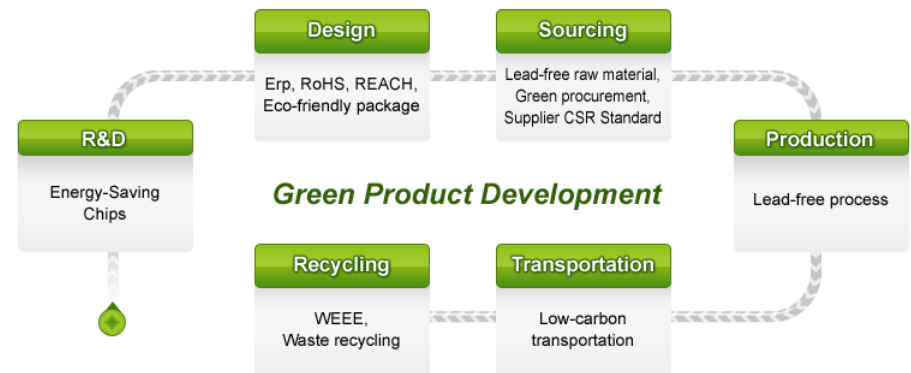 R&D
Energy-Saving
Chips
Design
Erp, RoHS, REACH,
Eco-friendly package
Sourcing
Lead-free raw material,
Green procurement,
Supplier CSR Standard
Production
Lead-free process
Green Product Development
Transportation
Low-carbon
transportation
Recycling
WEEE,
Waste recycling